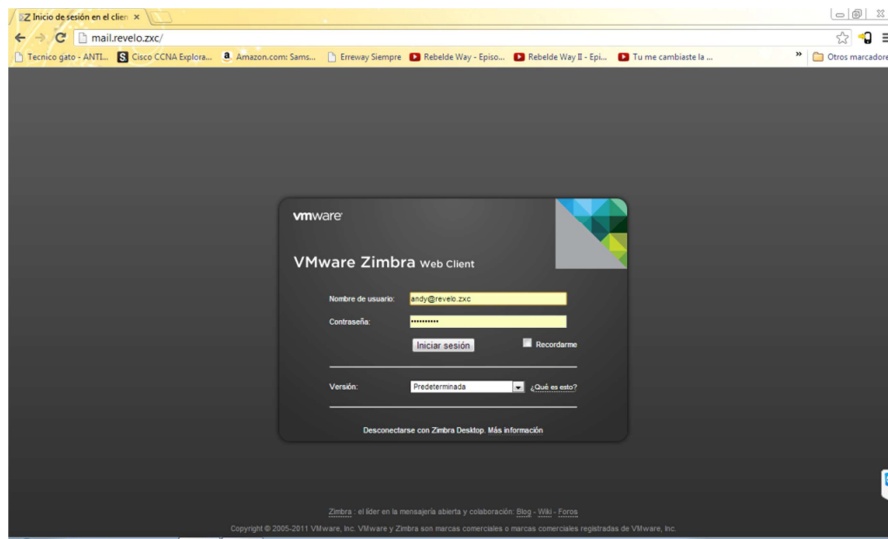 Inicio de sesión en el clien
mail.revelo.zxc/
Tecnico gato - ANTI... Cisco CCNA Explora... Amazon.com: Sams... Erreway Siempre Rebelde Way - Episo... Rebelde Way II - Epi... Tu me cambiaste la ... » Otros marcadore
vmware
VMware Zimbra Web Client
Nombre de usuario: andy@revelo.zxc
Contraseña: ••••••••••
Iniciar sesión Recordarme
Versión: Predeterminada ¿Qué es esto?
Desconectarse con Zimbra Desktop. Más información
Zimbra : el líder en la mensajería abierta y colaboración: Blog - Wiki - Foros
Copyright © 2005-2011 VMware, Inc. VMware y Zimbra son marcas comerciales o marcas comerciales registradas de VMware, Inc.